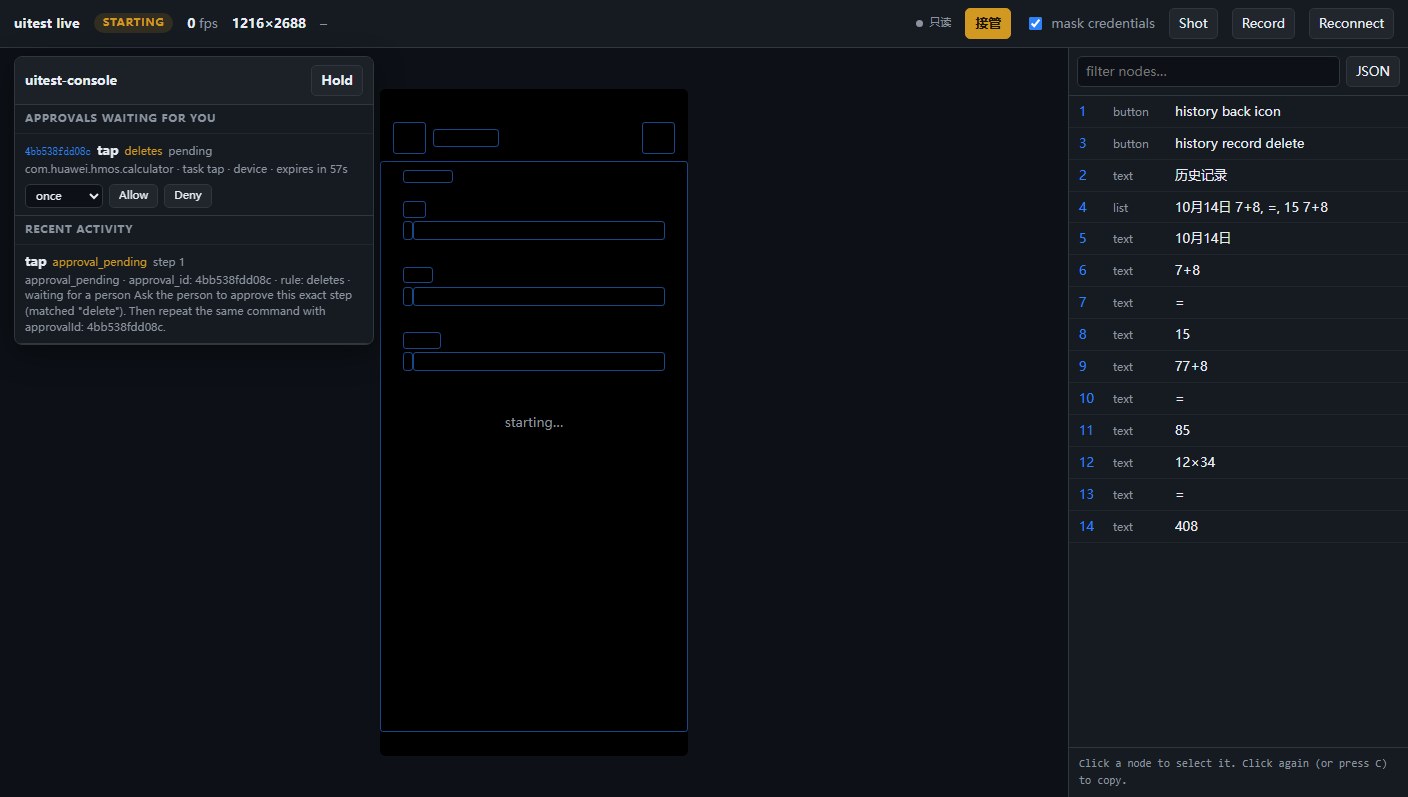 uitest live STARTING 0 fps 1216×2688 – 只读 接管 mask credentials Shot Record Reconnect
uitest-console Hold
APPROVALS WAITING FOR YOU
4bb538fdd08c tap deletes pending
com.huawei.hmos.calculator · task tap · device · expires in 57s
once Allow Deny
RECENT ACTIVITY
tap approval_pending step 1
approval_pending · approval_id: 4bb538fdd08c · rule: deletes ·
waiting for a person Ask the person to approve this exact step
(matched "delete"). Then repeat the same command with
approvalId: 4bb538fdd08c.
starting...
filter nodes... JSON
1 button history back icon
3 button history record delete
2 text 历史记录
4 list 10月14日 7+8, =, 15 7+8
5 text 10月14日
6 text 7+8
7 text =
8 text 15
9 text 77+8
10 text =
11 text 85
12 text 12×34
13 text =
14 text 408
Click a node to select it. Click again (or press C)
to copy.